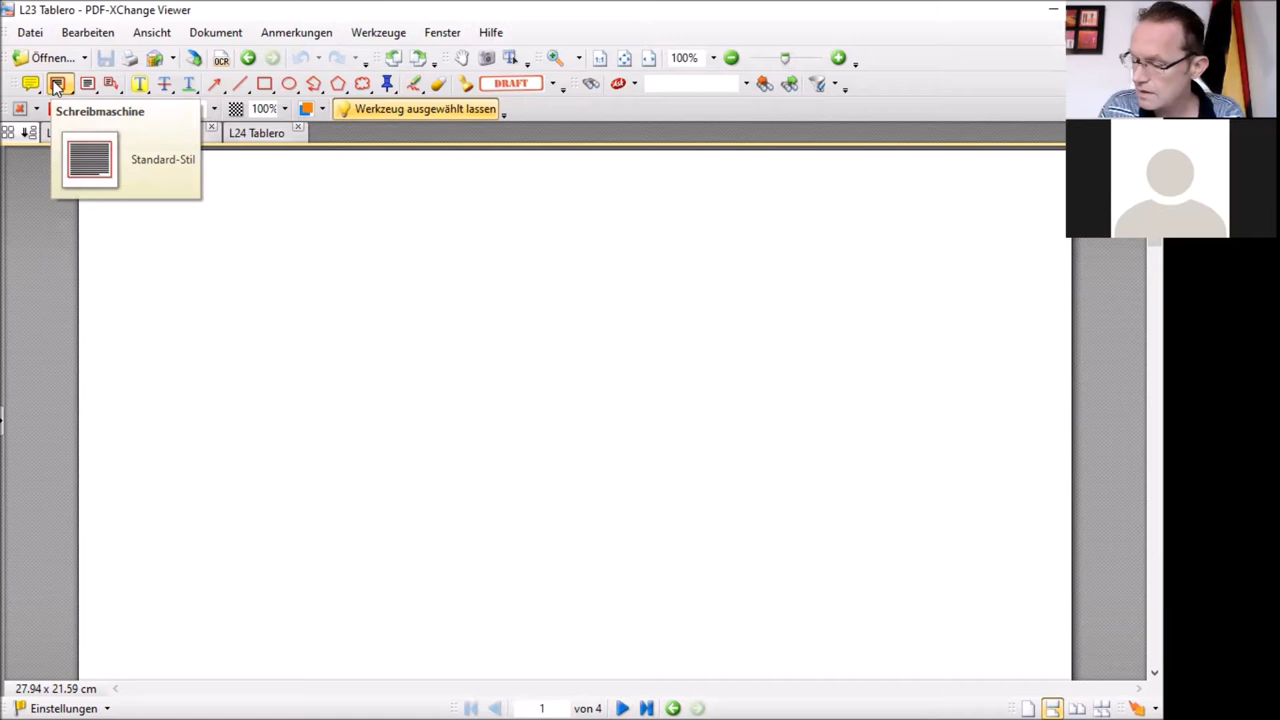 L23 Tablero - PDF-XChange Viewer
Datei Bearbeiten Ansicht Dokument Anmerkungen Werkzeuge Fenster Hilfe
Öffnen... OCR 100%
DRAFT
100% Werkzeug ausgewählt lassen
Schreibmaschine
L24 Tablero
Standard-Stil
27.94 x 21.59 cm
Einstellungen 1 von 4